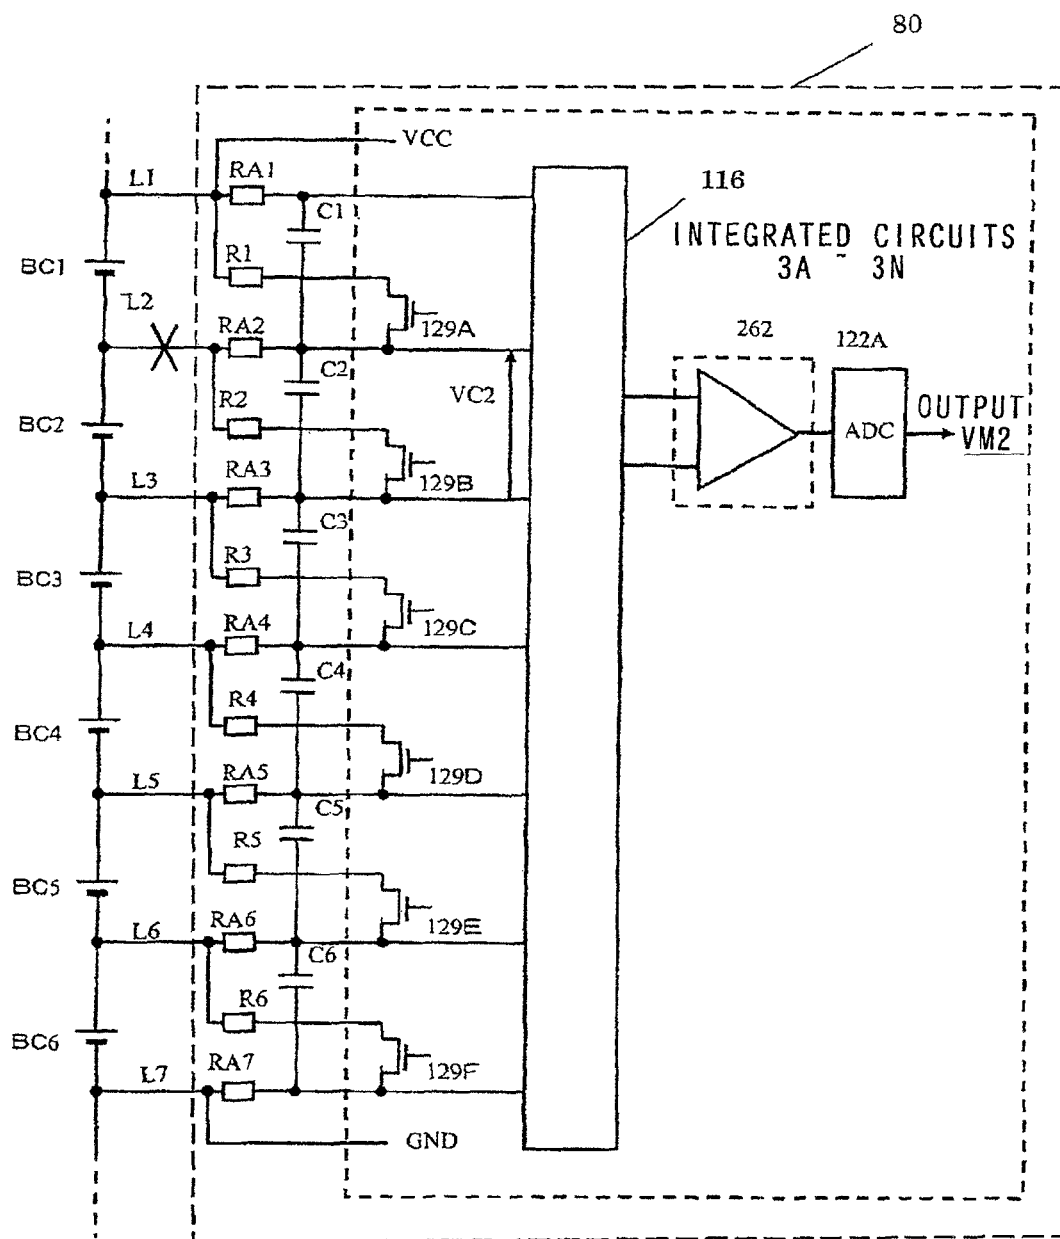 80
VCC
L1
RA1
C1
116
INTEGRATED CIRCUITS
3A ~ 3N
BC1
R1
L2
129A
RA2
262
122A
C2
VC2
BC2
R2
ADC
OUTPUT
VM2
L3
RA3
129B
C3
BC3
R3
L4
RA4
129C
C4
BC4
R4
L5
RA5
129D
C5
BC5
R5
L6
RA6
129E
C6
BC6
R6
L7
RA7
129F
GND